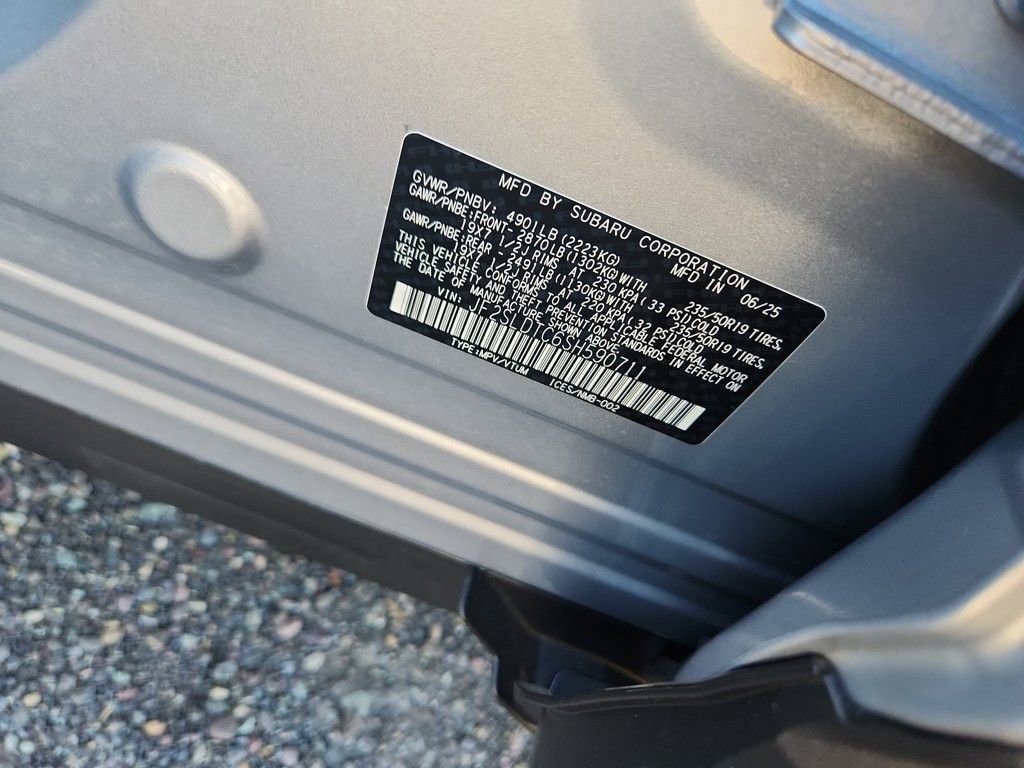 MFD BY SUBARU CORPORATION
GVWR/PNBV: 4901LB(2223KG) MFD IN 06/25
GAWR/PNBE:FRONT-2870LB(1302KG)WITH 235/50R19 TIRES,
19X7 1/2J RIMS AT 230 KPA(33 PSI)COLD
GAWR/PNBE:REAR -2491LB(1130KG)WITH 235/50R19 TIRES,
19X7 1/2J RIMS AT 220 KPA(32 PSI)COLD
THIS VEHICLE CONFORMS TO ALL APPLICABLE FEDERAL MOTOR
VEHICLE SAFETY, AND THEFT PREVENTION STANDARDS IN EFFECT ON
THE DATE OF MANUFACTURE SHOWN ABOVE.
VIN: JF2SLDTC6SH590711
TYPE:MPV/VTUM ICES/NMB-002